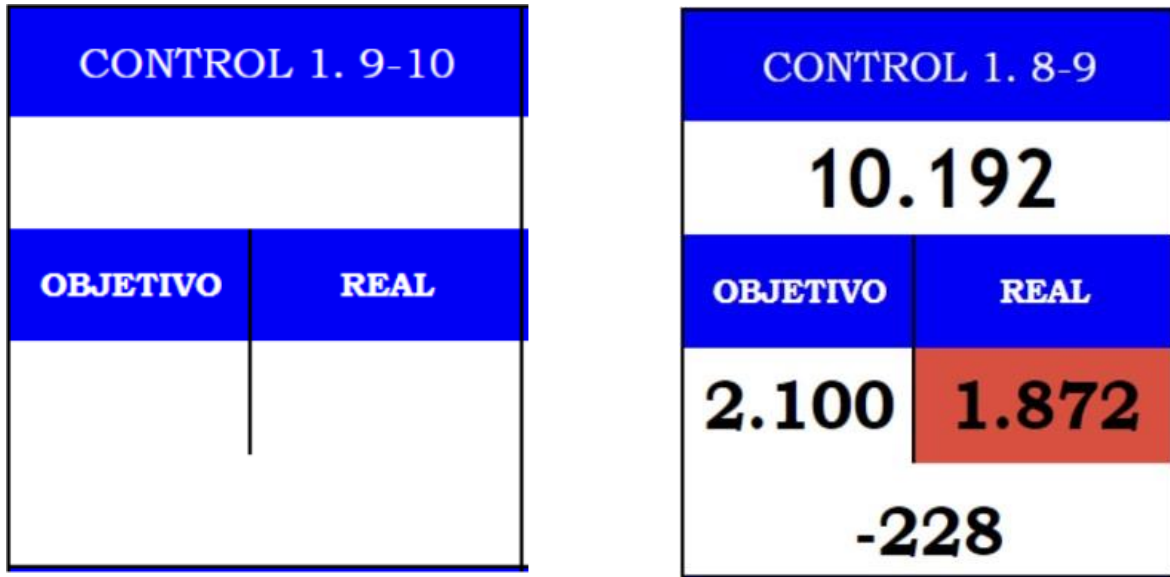 CONTROL 1. 9-10
OBJETIVO REAL
CONTROL 1. 8-9
10.192
OBJETIVO REAL
2.100 1.872
-228